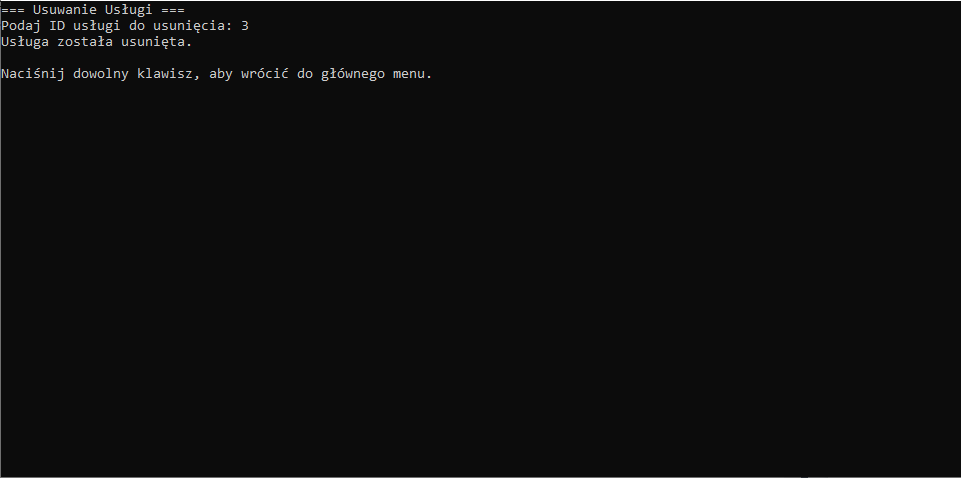 === Usuwanie Usługi ===
Podaj ID usługi do usunięcia: 3
Usługa została usunięta.
Naciśnij dowolny klawisz, aby wrócić do głównego menu.